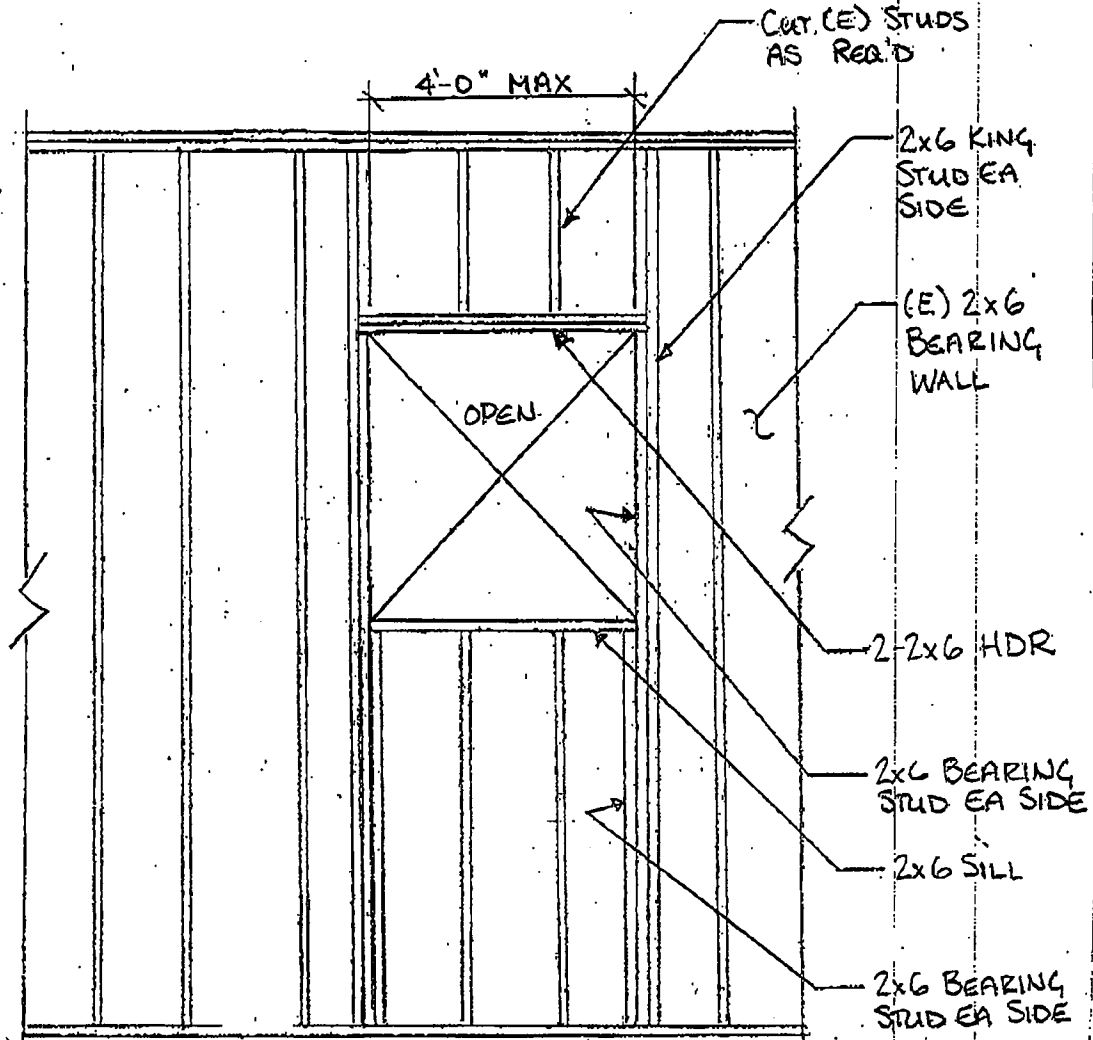 CUT (E) STUDS
AS REQ'D
4'-0" MAX
2x6 KING
STUD EA
SIDE
(E) 2x6
BEARING
WALL
OPEN
2-2x6 HDR
2x6 BEARING
STUD EA SIDE
2x6 SILL
2x6 BEARING
STUD EA SIDE